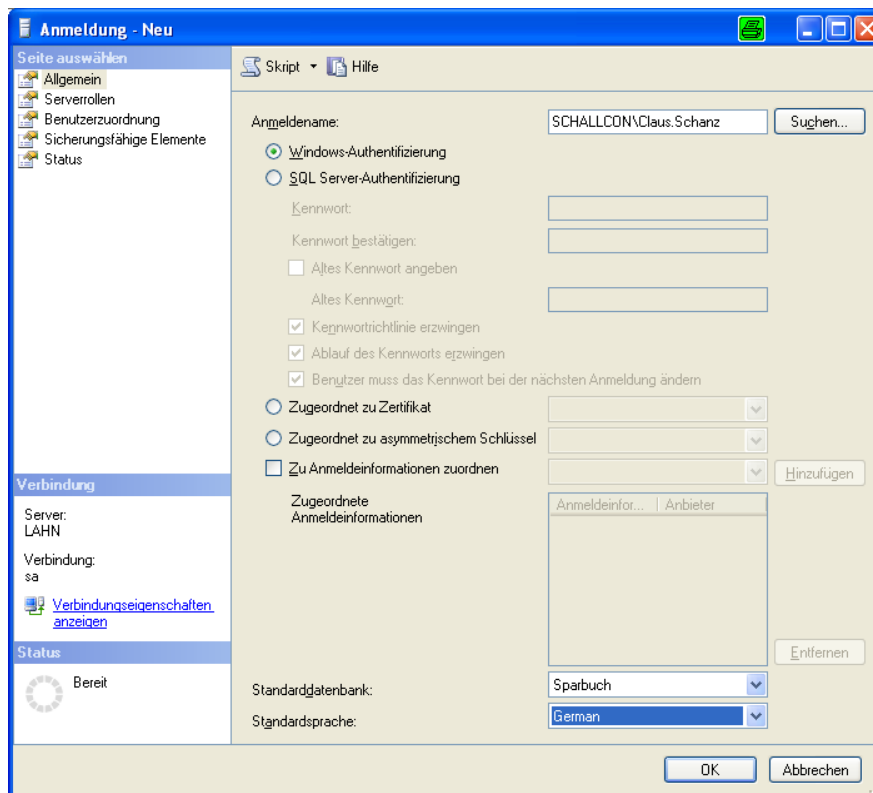 Anmeldung - Neu
Seite auswählen
Allgemein
Serverrollen
Benutzerzuordnung
Sicherungsfähige Elemente
Status
Skript
Hilfe
Anmeldename:
SCHALLCON\Claus.Schanz
Suchen...
Windows-Authentifizierung
SQL Server-Authentifizierung
Kennwort:
Kennwort bestätigen:
Altes Kennwort angeben
Altes Kennwort:
Kennwortrichtlinie erzwingen
Ablauf des Kennworts erzwingen
Benutzer muss das Kennwort bei der nächsten Anmeldung ändern
Zugeordnet zu Zertifikat
Zugeordnet zu asymmetrischem Schlüssel
Zu Anmeldeinformationen zuordnen
Hinzufügen
Zugeordnete
Anmeldeinformationen
Anmeldeinfor... Anbieter
Entfernen
Standarddatenbank:
Sparbuch
Standardsprache:
German
Verbindung
Server:
LAHN
Verbindung:
sa
Verbindungseigenschaften
anzeigen
Status
Bereit
OK
Abbrechen